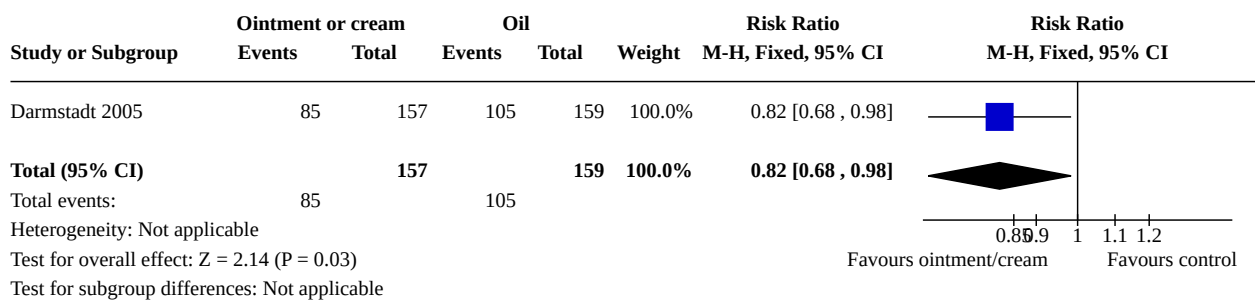 Ointment or cream Oil Risk Ratio Risk Ratio
Study or Subgroup Events Total Events Total Weight M-H, Fixed, 95% CI M-H, Fixed, 95% CI
Darmstadt 2005 85 157 105 159 100.0% 0.82 [0.68 , 0.98]
Total (95% CI) 157 159 100.0% 0.82 [0.68 , 0.98]
Total events: 85 105
Heterogeneity: Not applicable 0.85 0.9 1 1.1 1.2
Test for overall effect: Z = 2.14 (P = 0.03) Favours ointment/cream Favours control
Test for subgroup differences: Not applicable